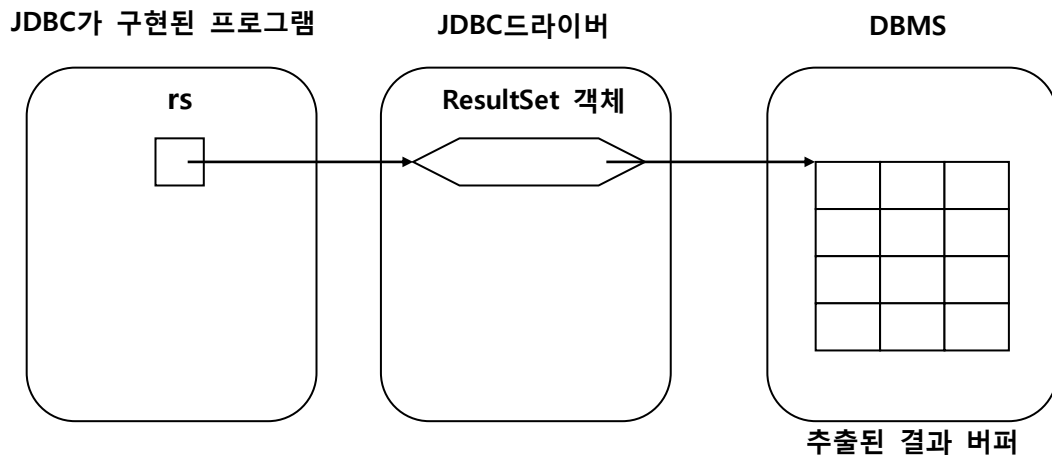 JDBC가 구현된 프로그램
JDBC드라이버
DBMS
rs
ResultSet 객체
추출된 결과 버퍼